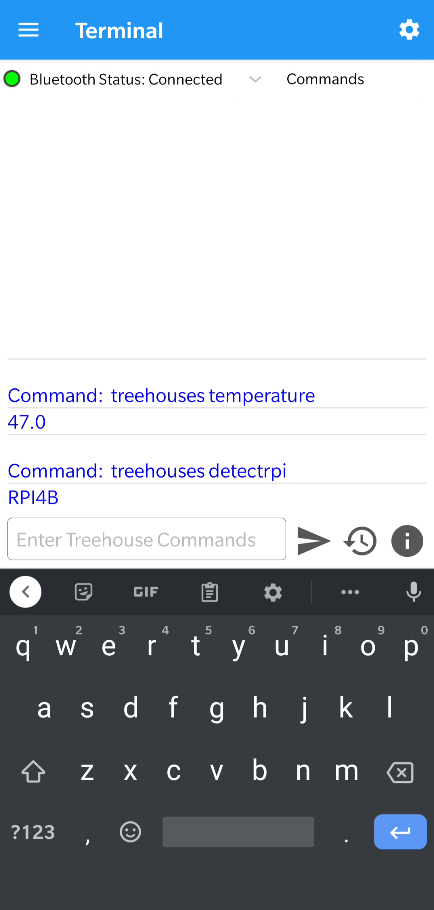 Terminal
Bluetooth Status: Connected Commands
Command: treehouses temperature
47.0
Command: treehouses detectrpi
RPI4B
Enter Treehouse Commands
GIF
q1 w2 e3 r4 t5 y6 u7 i8 o9 p0
a s d f g h j k l
z x c v b n m
?123 , .